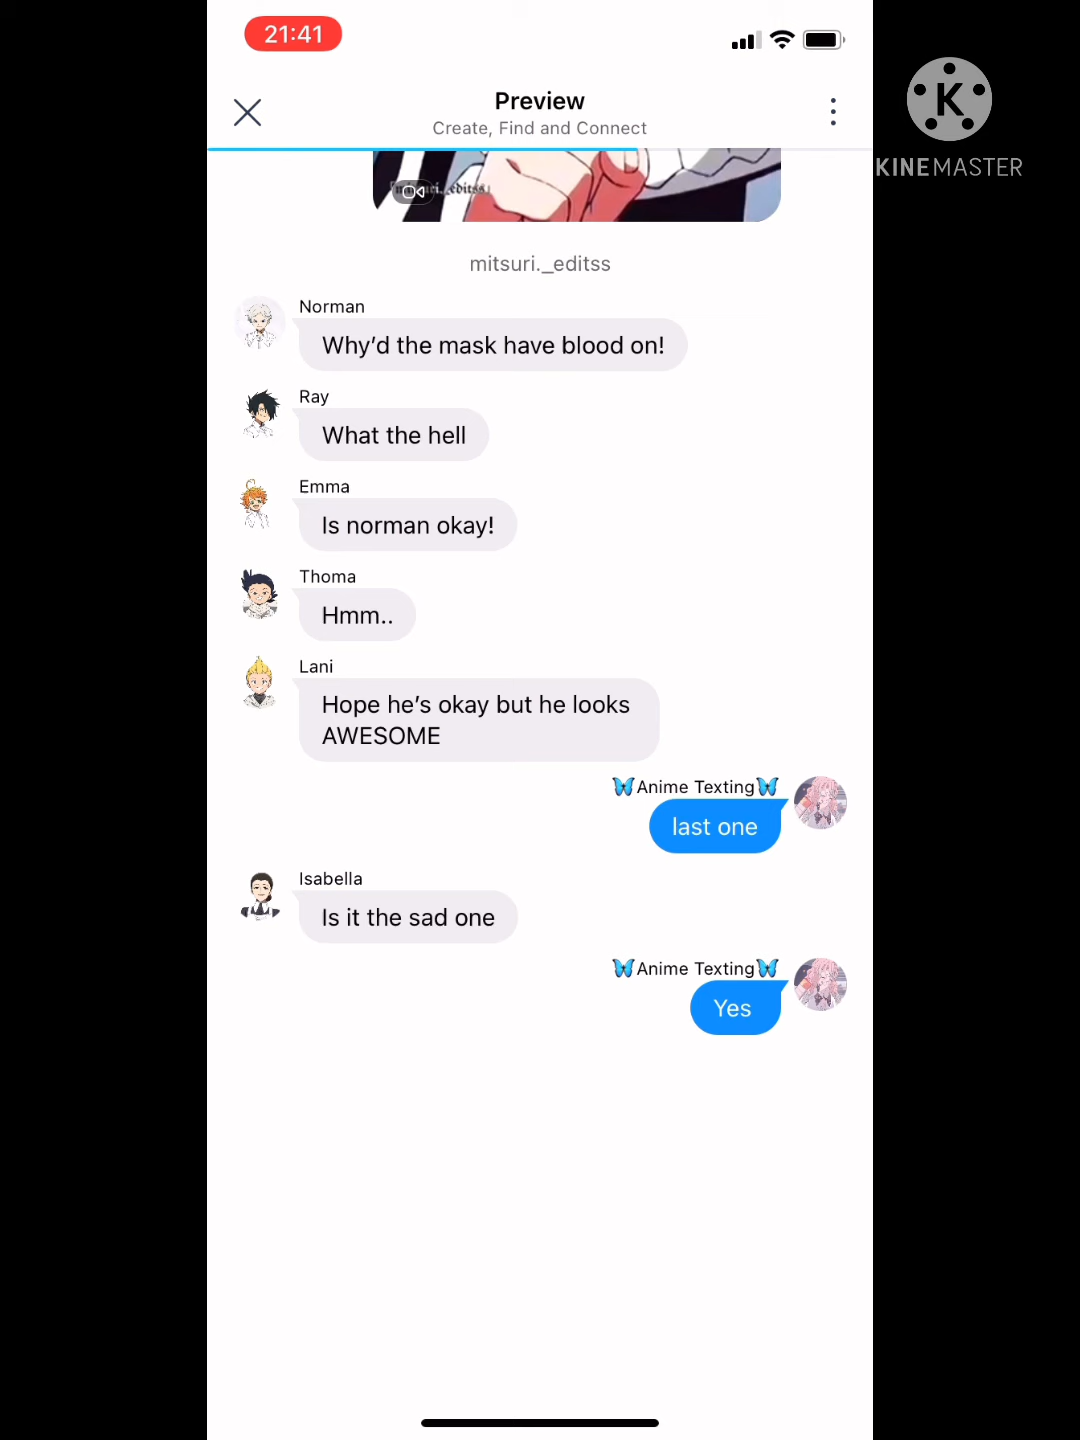 21:41
Preview
Create, Find and Connect
KINEMASTER
mitsuri._editss
Norman
Why'd the mask have blood on!
Ray
What the hell
Emma
Is norman okay!
Thoma
Hmm..
Lani
Hope he's okay but he looks
AWESOME
🦋Anime Texting🦋
last one
Isabella
Is it the sad one
🦋Anime Texting🦋
Yes